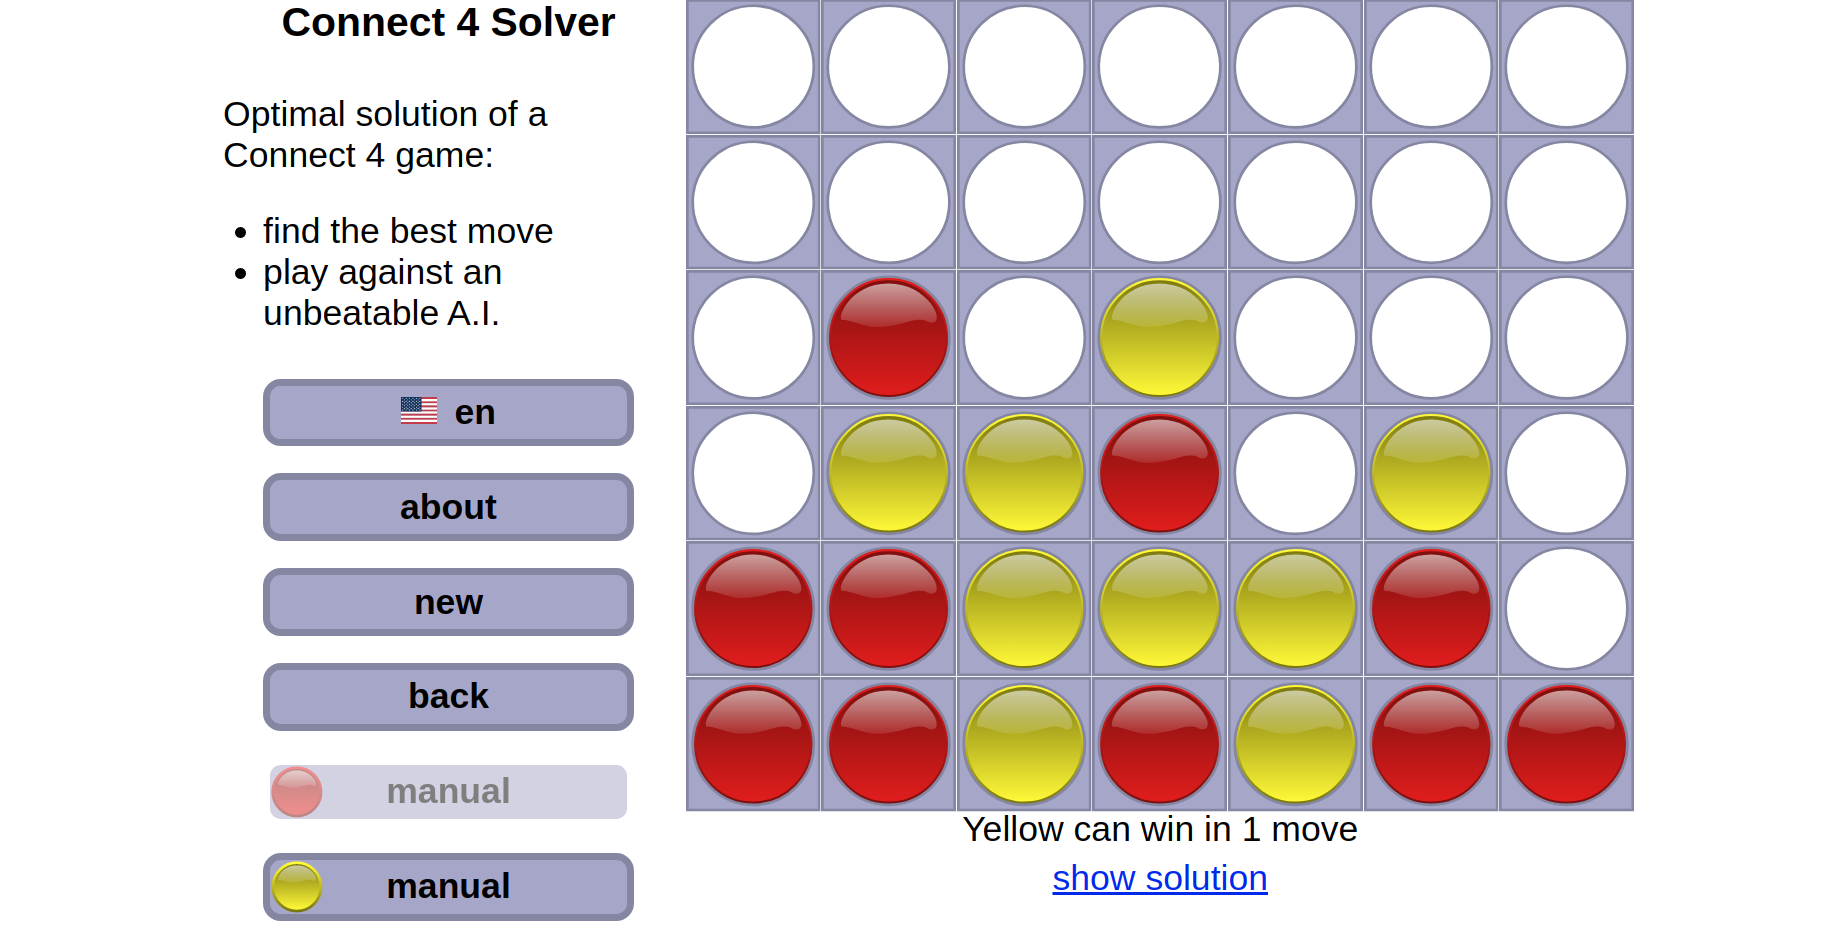 Connect 4 Solver
Optimal solution of a
Connect 4 game:
find the best move
play against an
unbeatable A.I.
en
about
new
back
manual
manual
Yellow can win in 1 move
show solution